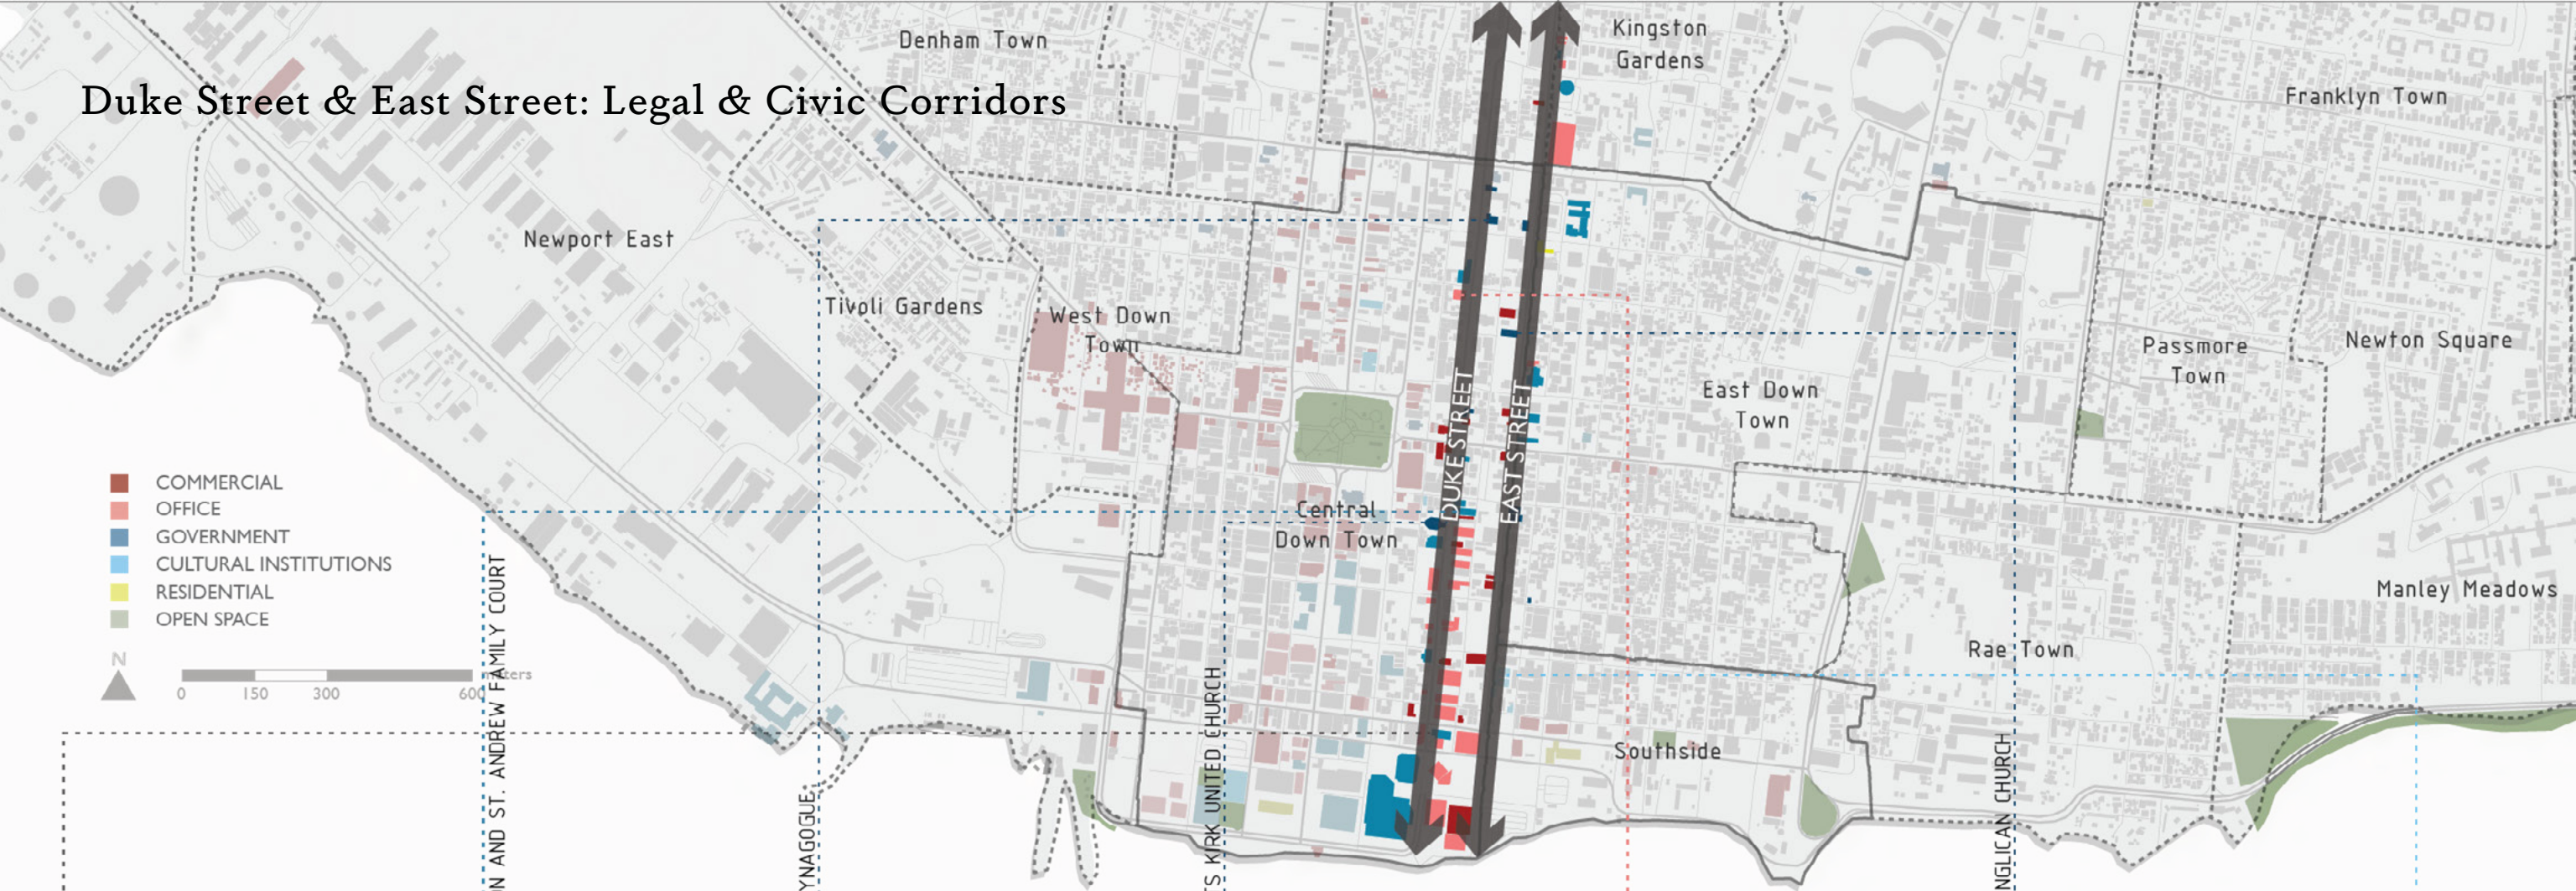 Denham Town
Kingston
Gardens
Duke Street & East Street: Legal & Civic Corridors
Franklyn Town
Newport East
Tivoli Gardens
West Down
Town
Passmore
Town
Newton Square
East Down
Town
DUKE STREET
EAST STREET
COMMERCIAL
OFFICE
GOVERNMENT
CULTURAL INSTITUTIONS
RESIDENTIAL
OPEN SPACE
Central
Down Town
Manley Meadows
Rae Town
N
meters
0 150 300 600
Southside
N AND ST. ANDREW FAMILY COURT
YNAGOGUE
TS KIRK UNITED CHURCH
NGLICAN CHURCH